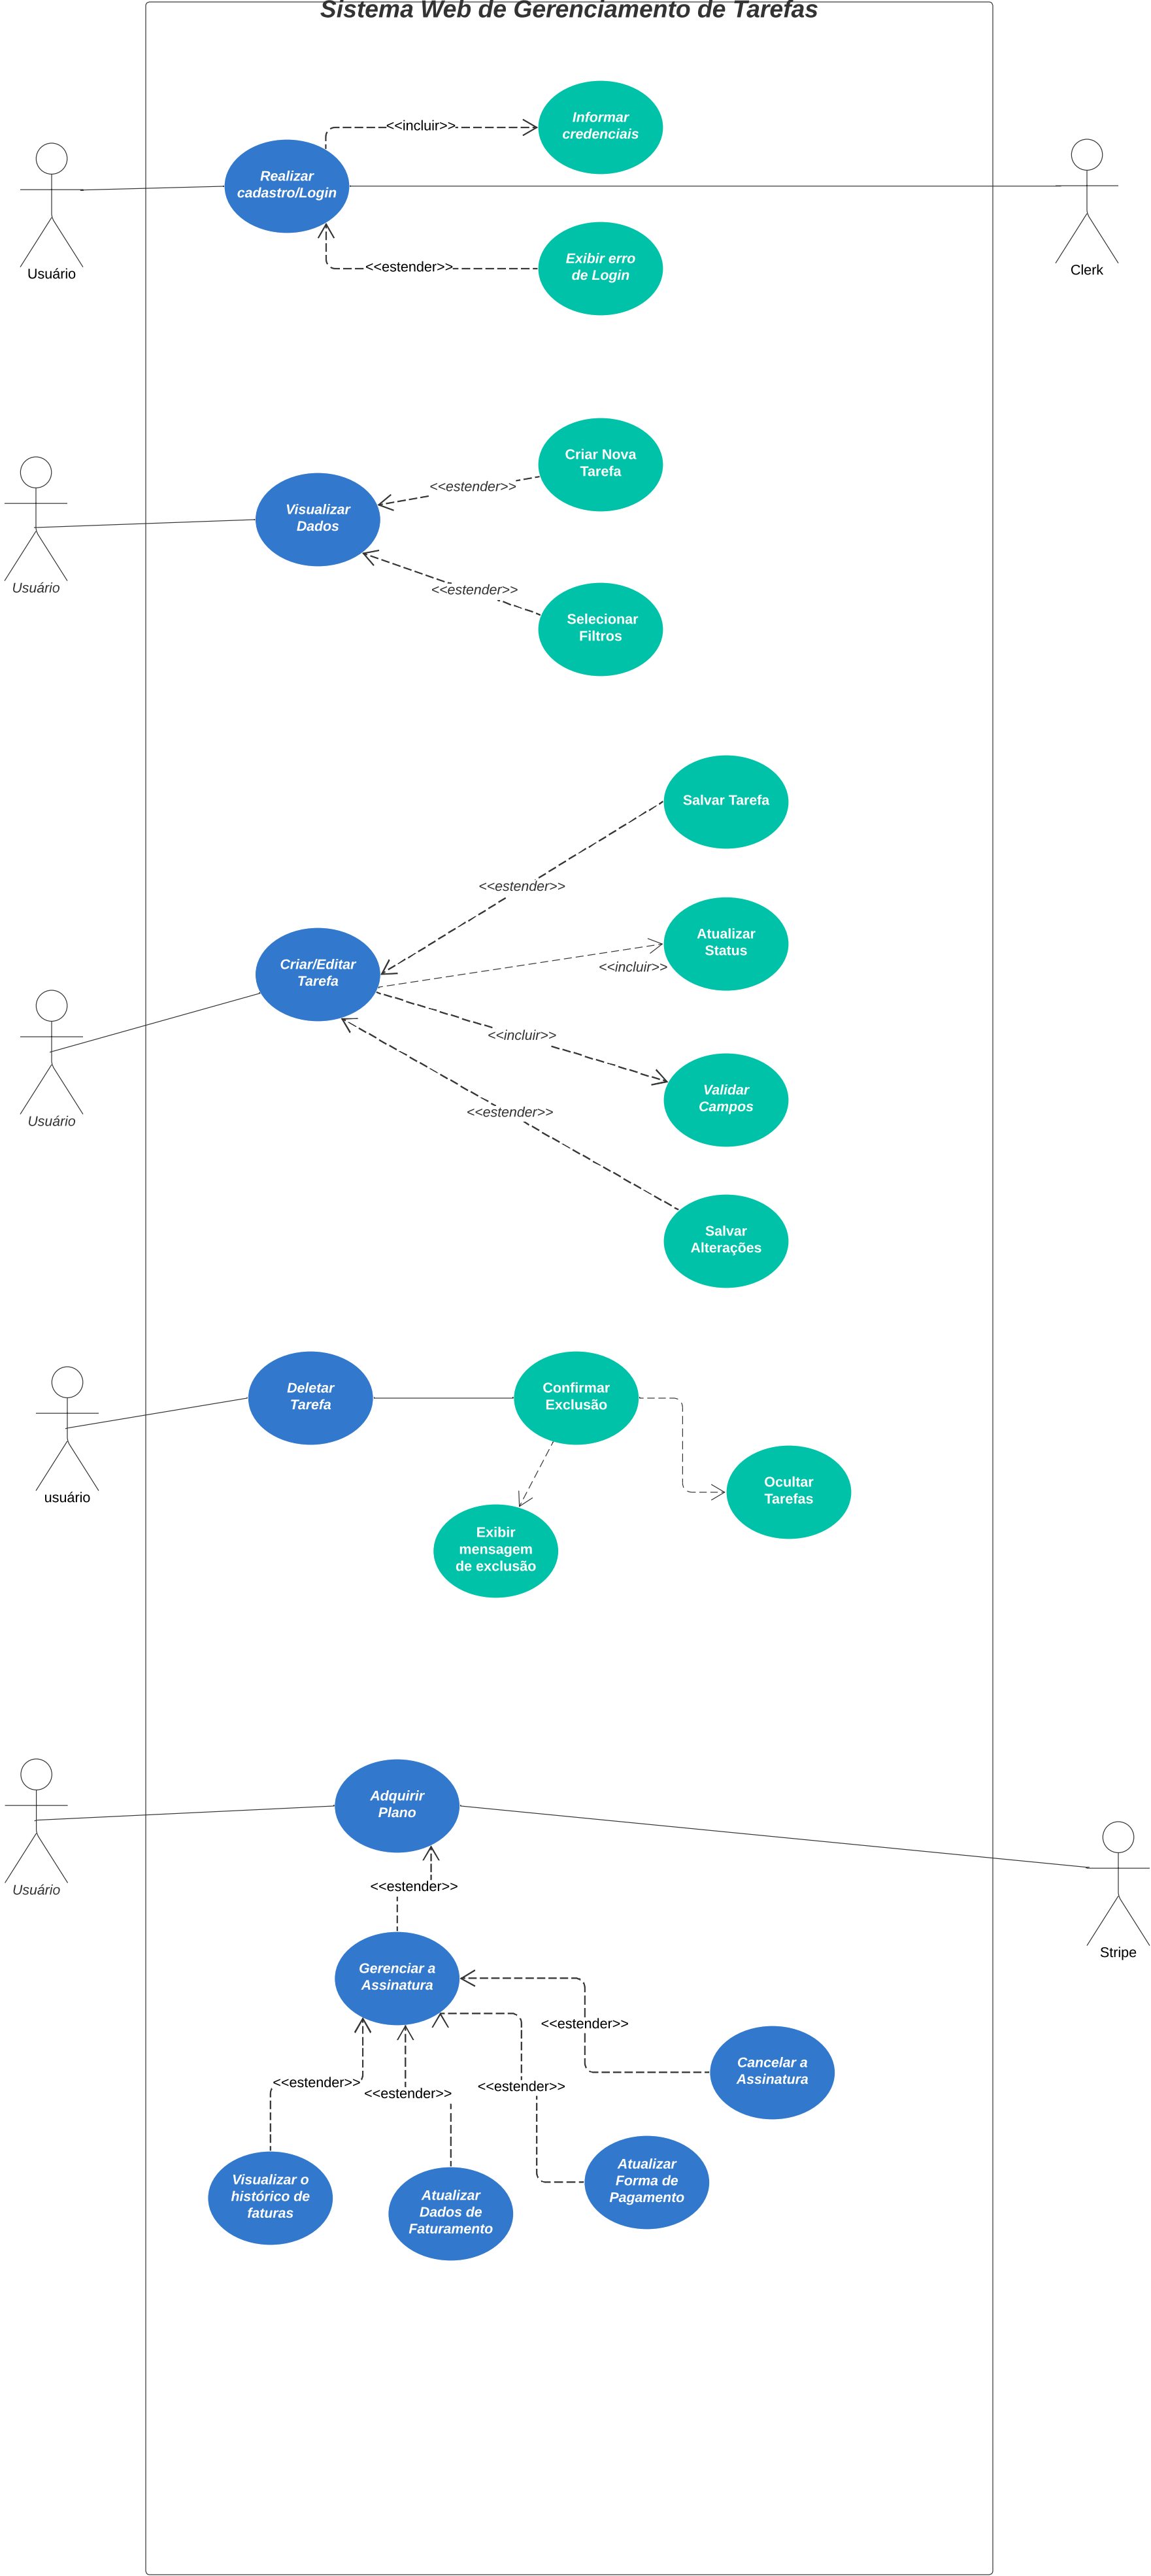 Sistema Web de Gerenciamento de Tarefas
Informar
credenciais
<<incluir>>
Realizar
cadastro/Login
Usuário
Clerk
Exibir erro
de Login
<<estender>>
Criar Nova
Tarefa
<<estender>>
Visualizar
Dados
Usuário
<<estender>>
Selecionar
Filtros
Salvar Tarefa
<<estender>>
Atualizar
Status
<<incluir>>
Criar/Editar
Tarefa
<<incluir>>
Validar
Campos
<<estender>>
Usuário
Salvar
Alterações
Deletar
Tarefa
Confirmar
Exclusão
usuário
Ocultar
Tarefas
Exibir
mensagem
de exclusão
Adquirir
Plano
Usuário
<<estender>>
Stripe
Gerenciar a
Assinatura
<<estender>>
Cancelar a
Assinatura
<<estender>>
<<estender>>
<<estender>>
Atualizar
Forma de
Pagamento
Visualizar o
histórico de
faturas
Atualizar
Dados de
Faturamento